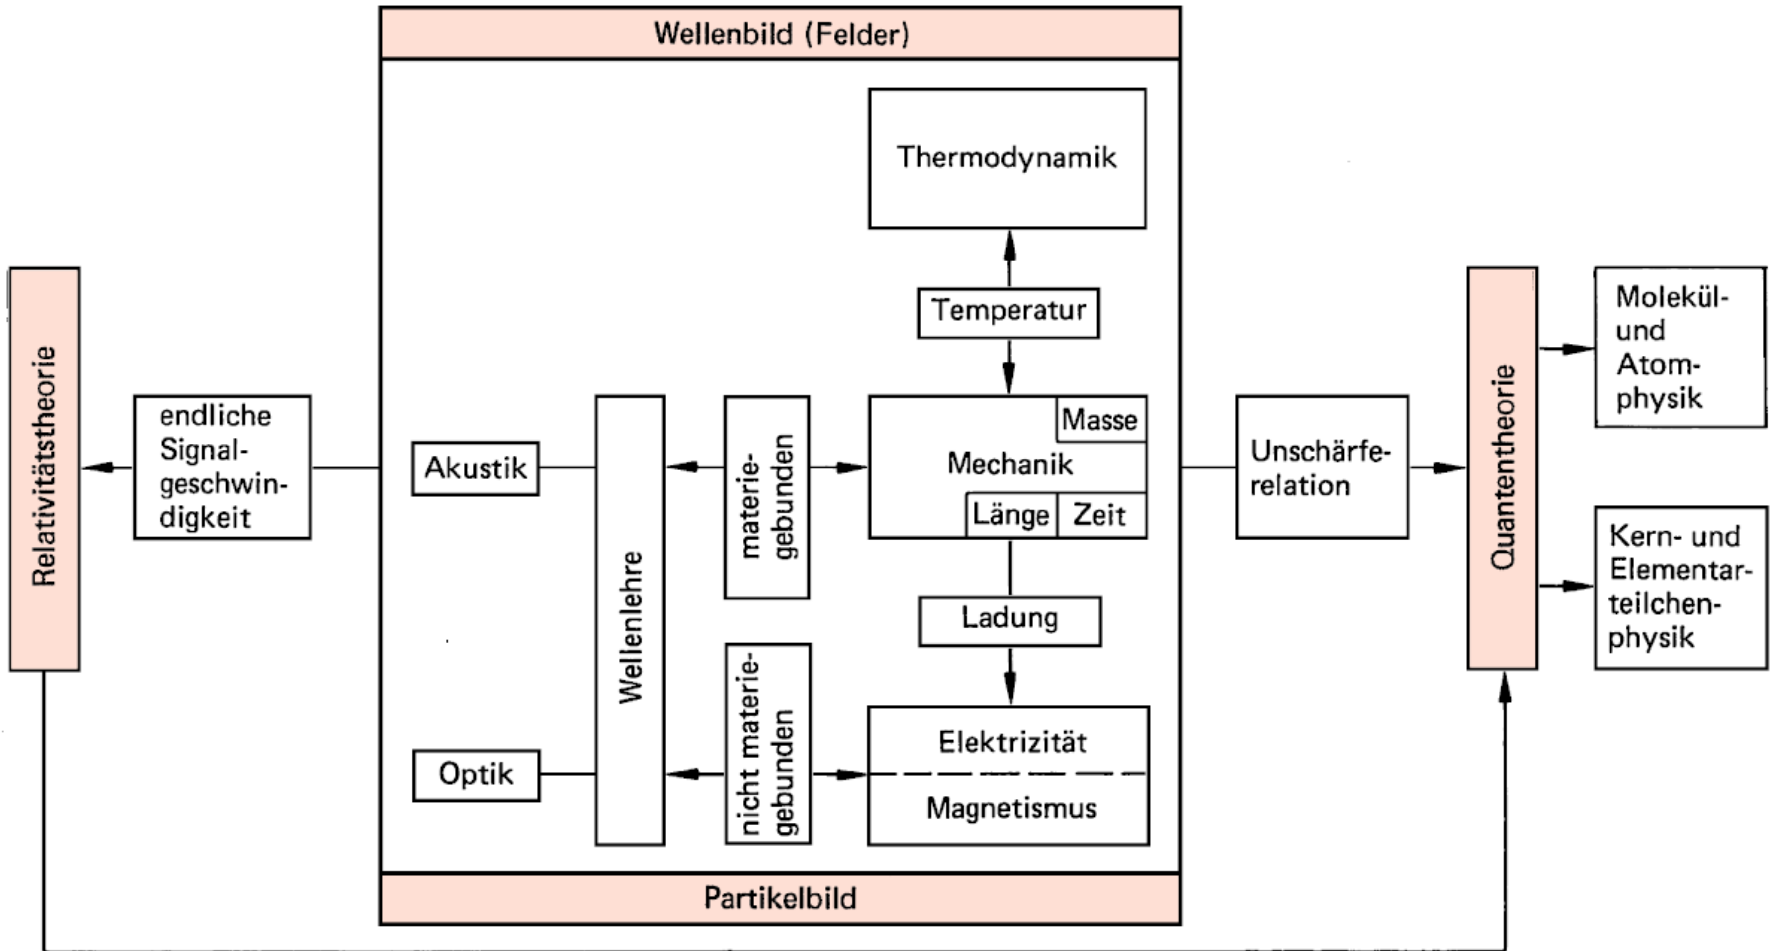 Wellenbild (Felder)
Thermodynamik
Temperatur
Relativitätstheorie
endliche
Signal-
geschwin-
digkeit
Akustik
Wellenlehre
materie-
gebunden
Masse
Mechanik
Länge
Zeit
Unschärfe-
relation
Quantentheorie
Molekül-
und
Atom-
physik
Kern- und
Elementar-
teilchen-
physik
Ladung
Optik
nicht materie-
gebunden
Elektrizität
Magnetismus
Partikelbild